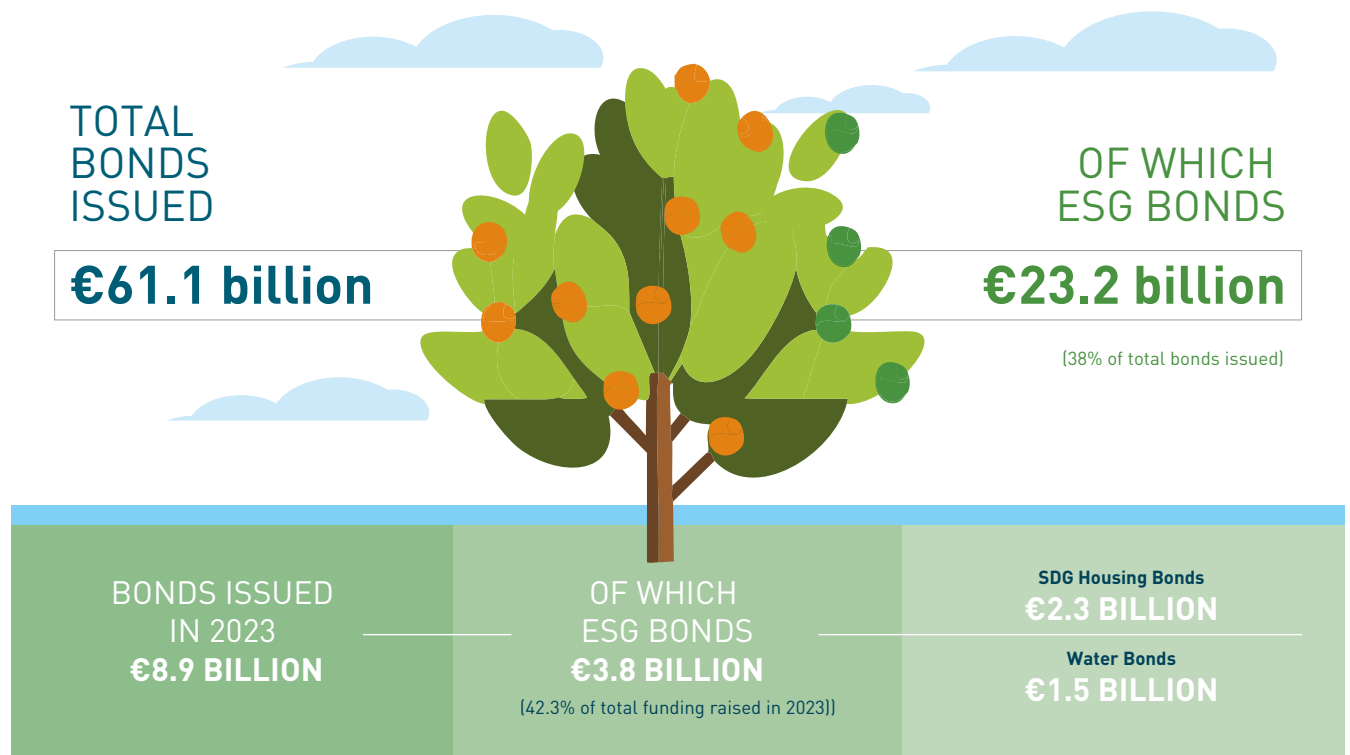 TOTAL
BONDS
ISSUED
€61.1 billion
OF WHICH
ESG BONDS
€23.2 billion
(38% of total bonds issued)
BONDS ISSUED
IN 2023
€8.9 BILLION
OF WHICH
ESG BONDS
€3.8 BILLION
(42.3% of total funding raised in 2023))
SDG Housing Bonds
€2.3 BILLION
Water Bonds
€1.5 BILLION